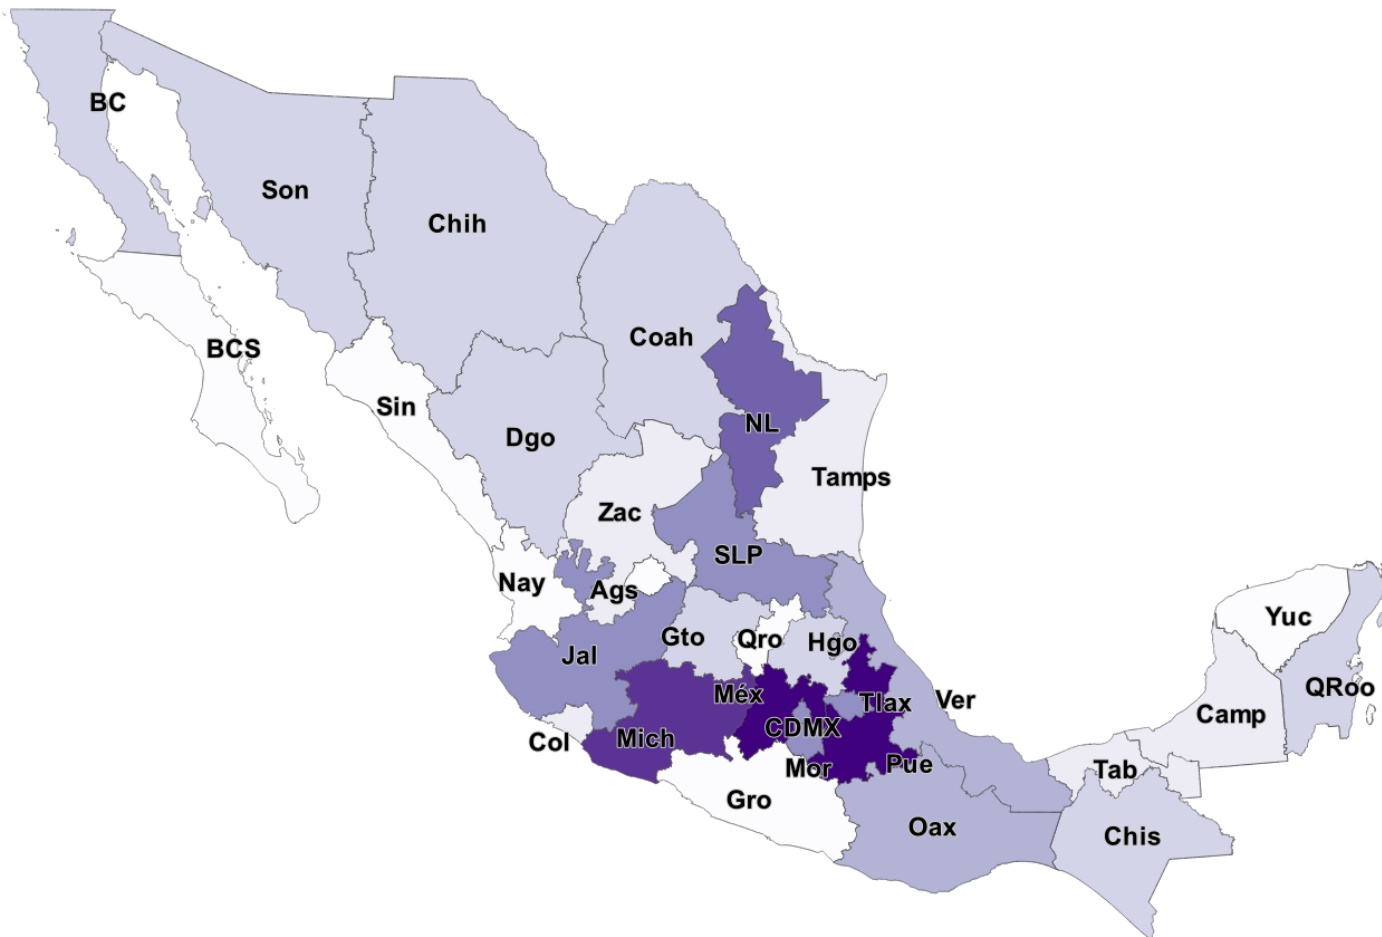 BC
Son
Chih
Coah
BCS
Sin
NL
Dgo
Tamps
Zac
SLP
Nay
Ags
Yuc
Gto
Qro
Hgo
Jal
QRoo
Méx
Tlax
Ver
Camp
CDMX
Col
Mich
Pue
Mor
Tab
Gro
Oax
Chis